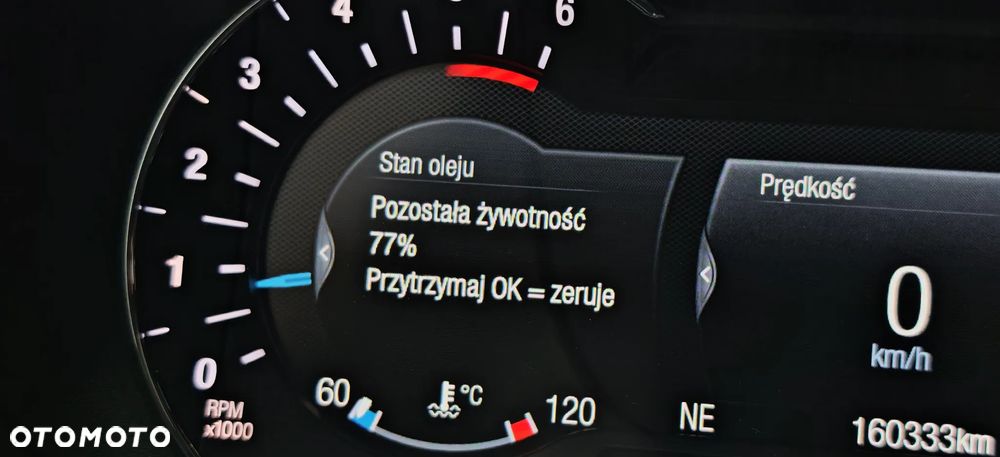 6
5
4
3
2
1
0
RPM
x1000
Stan oleju
Pozostała żywotność
77%
Przytrzymaj OK = zeruje
60
°C
120
Prędkość
0
km/h
NE
160333km
OTOMOTO